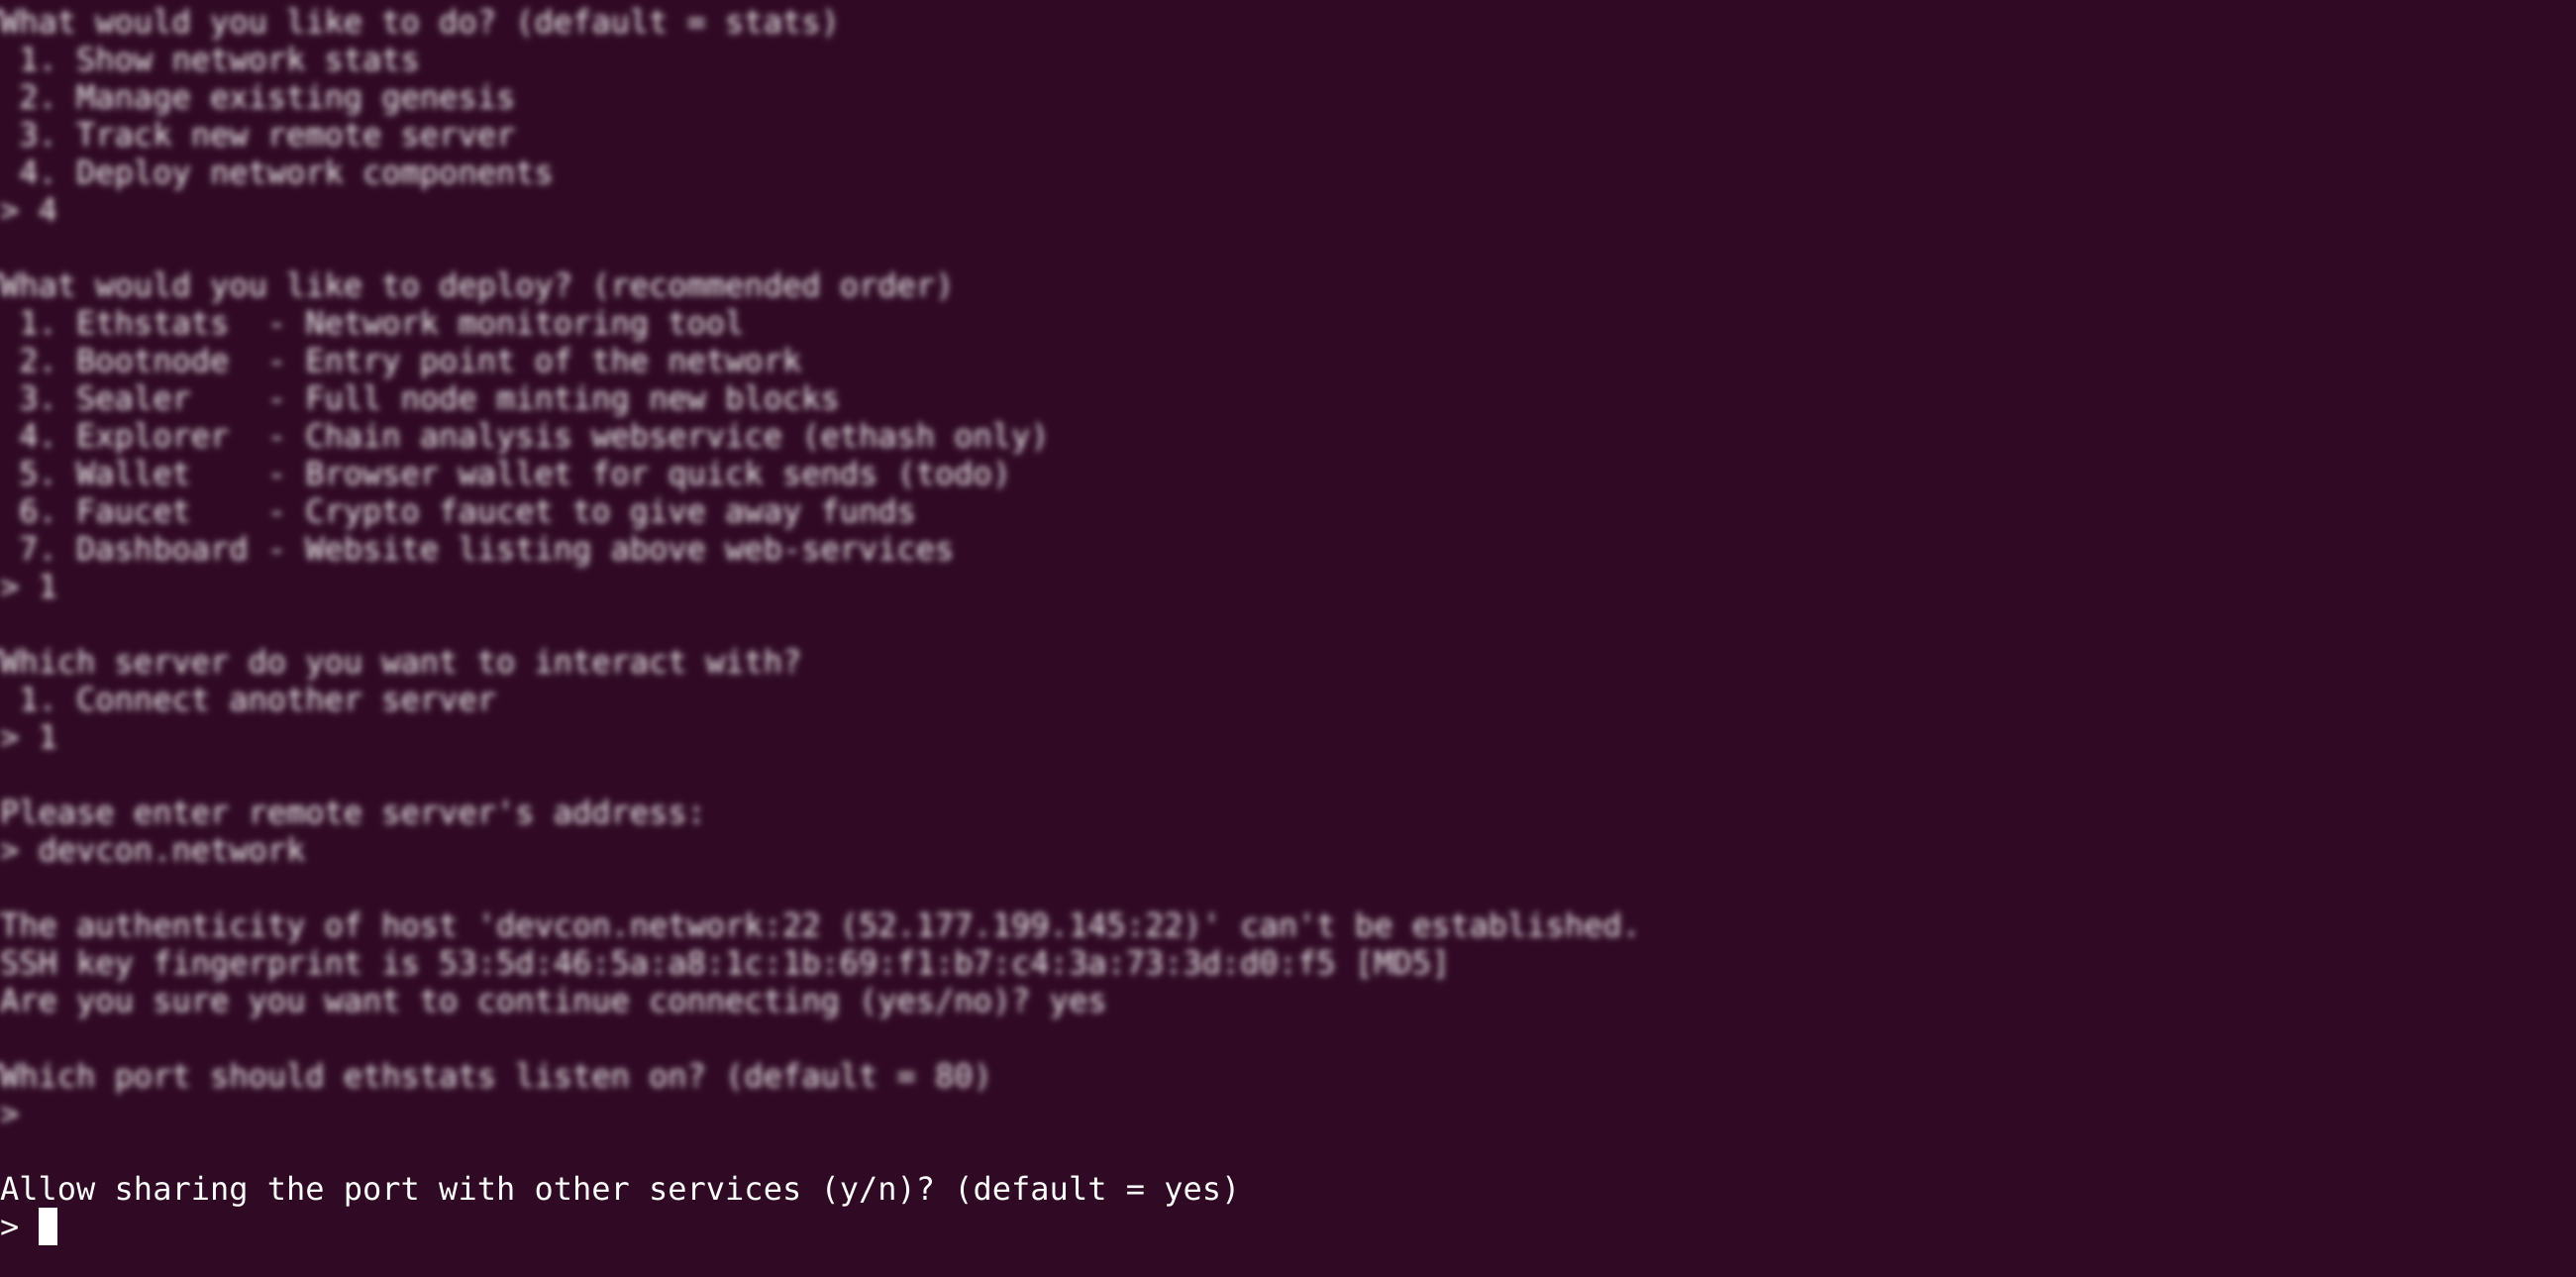 What would you like to do? (default = stats)
 1. Show network stats
 2. Manage existing genesis
 3. Track new remote server
 4. Deploy network components
> 4

What would you like to deploy? (recommended order)
 1. Ethstats  - Network monitoring tool
 2. Bootnode  - Entry point of the network
 3. Sealer    - Full node minting new blocks
 4. Explorer  - Chain analysis webservice (ethash only)
 5. Wallet    - Browser wallet for quick sends (todo)
 6. Faucet    - Crypto faucet to give away funds
 7. Dashboard - Website listing above web-services
> 1

Which server do you want to interact with?
 1. Connect another server
> 1

Please enter remote server's address:
> devcon.network

The authenticity of host 'devcon.network:22 (52.177.199.145:22)' can't be established.
SSH key fingerprint is 53:5d:46:5a:a8:1c:1b:69:f1:b7:c4:3a:73:3d:d0:f5 [MD5]
Are you sure you want to continue connecting (yes/no)? yes

Which port should ethstats listen on? (default = 80)
>

Allow sharing the port with other services (y/n)? (default = yes)
>